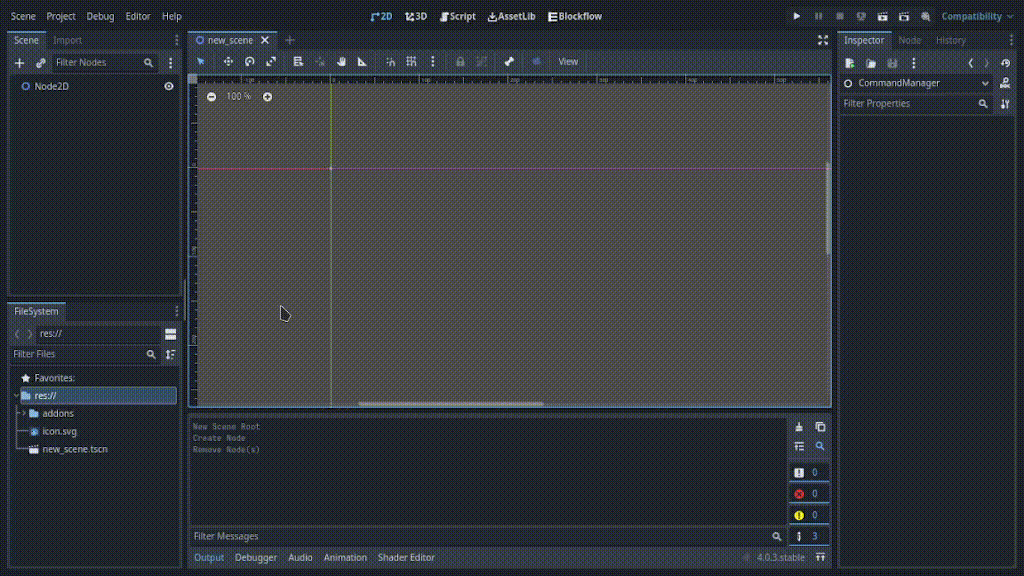 Scene Project Debug Editor Help
2D 3D Script AssetLib Blockflow
Compatibility
Scene Import
Filter Nodes
Node2D
new_scene
View
100 %
Inspector Node History
CommandManager
Filter Properties
FileSystem
res://
Filter Files
Favorites:
res://
addons
icon.svg
new_scene.tscn
New Scene Root
Create Node
Remove Node(s)
0
0
0
3
Filter Messages
Output Debugger Audio Animation Shader Editor
4.0.3.stable